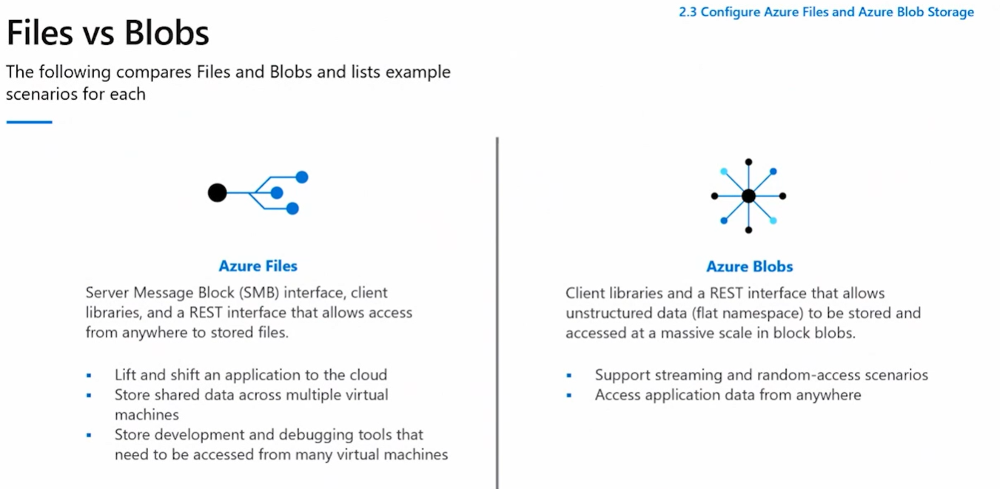 2.3 Configure Azure Files and Azure Blob Storage
Files vs Blobs
The following compares Files and Blobs and lists example
scenarios for each
Azure Files
Server Message Block (SMB) interface, client
libraries, and a REST interface that allows access
from anywhere to stored files.
▪ Lift and shift an application to the cloud
▪ Store shared data across multiple virtual
machines
▪ Store development and debugging tools that
need to be accessed from many virtual machines
Azure Blobs
Client libraries and a REST interface that allows
unstructured data (flat namespace) to be stored and
accessed at a massive scale in block blobs.
▪ Support streaming and random-access scenarios
▪ Access application data from anywhere